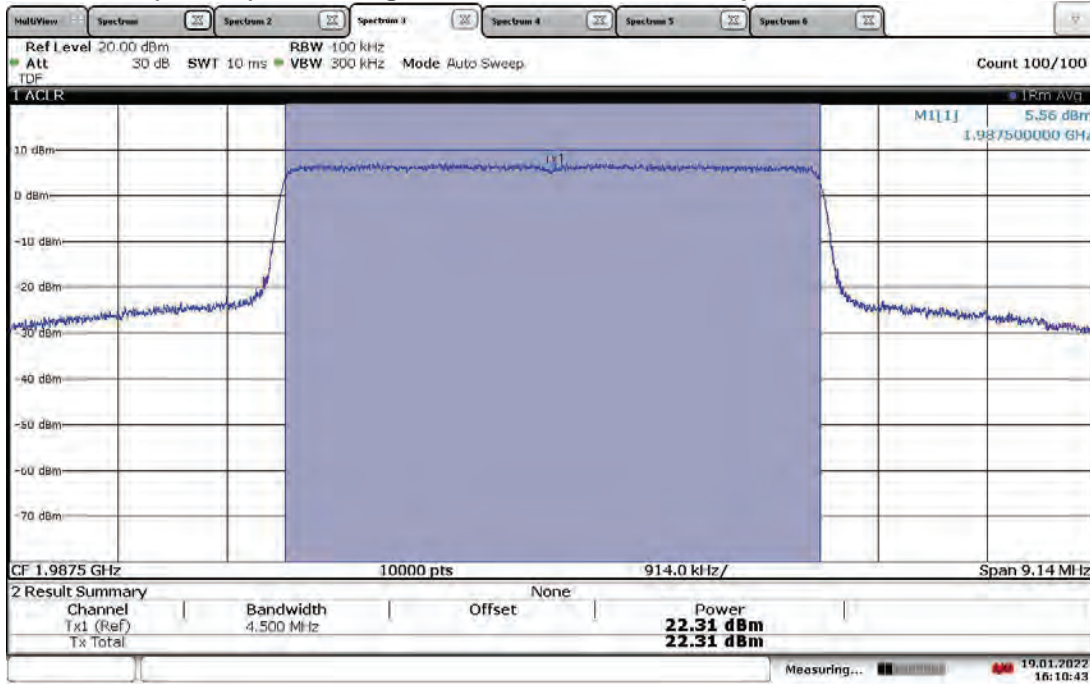 MultiView Spectrum Spectrum 2 Spectrum 3 Spectrum 4 Spectrum 5 Spectrum 6
Ref Level 20.00 dBm RBW 100 kHz
Att 30 dB SWT 10 ms VBW 300 kHz Mode Auto Sweep Count 100/100
TDF
1 ACLR 1Rm Avg
M1[1] 5.56 dBm
1.987500000 GHz
10 dBm
Tx1
0 dBm
-10 dBm
-20 dBm
-30 dBm
-40 dBm
-50 dBm
-60 dBm
-70 dBm
CF 1.9875 GHz 10000 pts 914.0 kHz/ Span 9.14 MHz
2 Result Summary None
Channel Bandwidth Offset Power
Tx1 (Ref) 4.500 MHz 22.31 dBm
Tx Total 22.31 dBm
Measuring... 19.01.2022
16:10:43